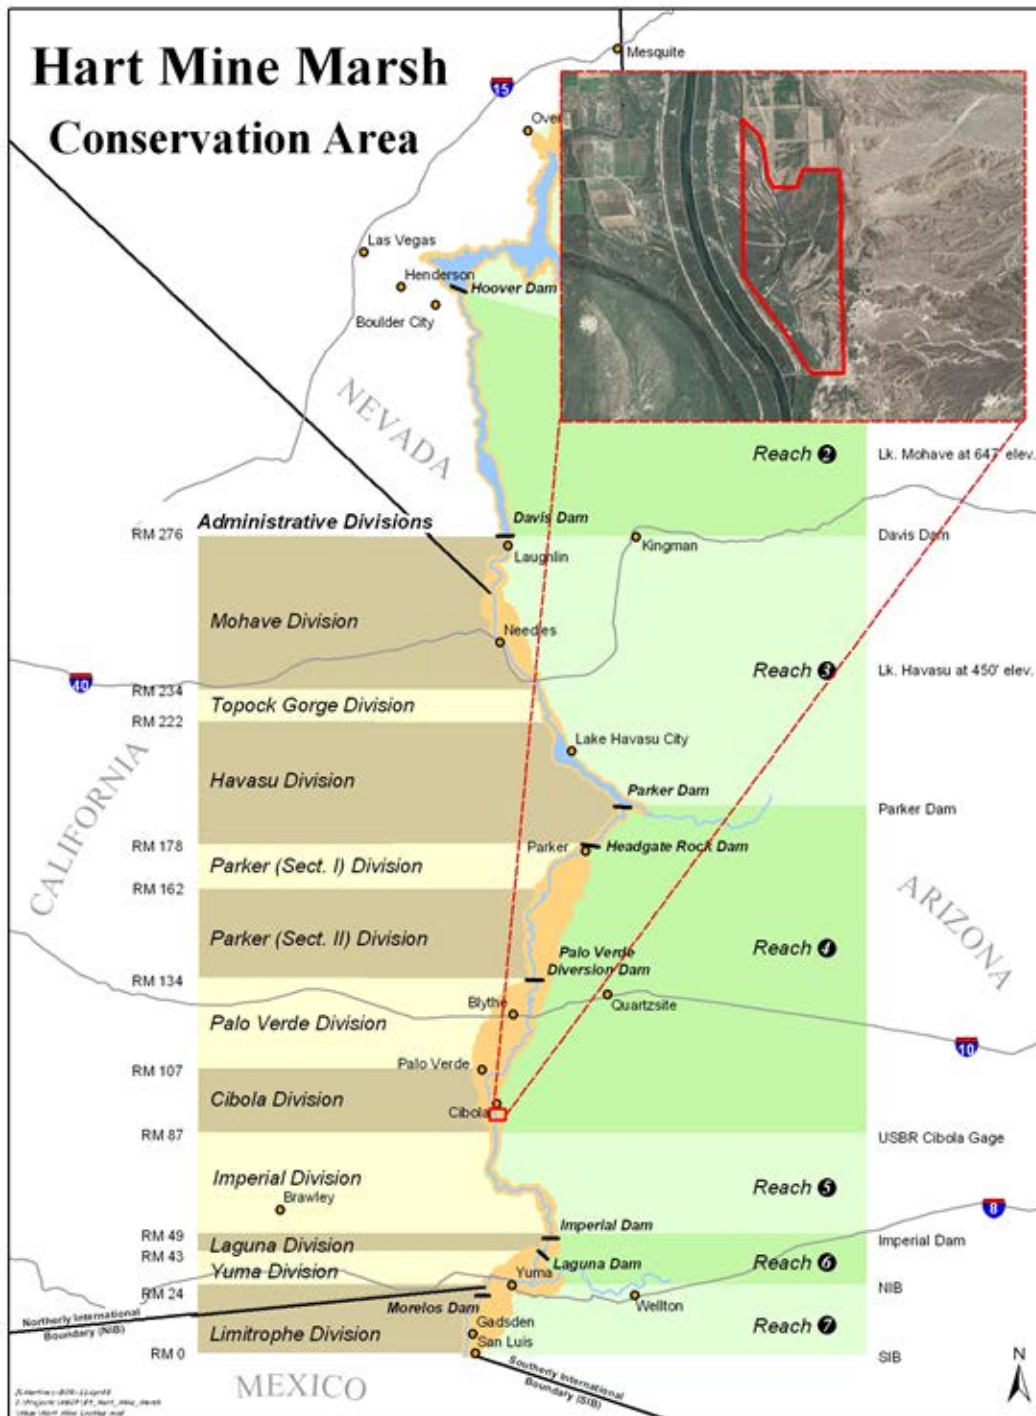 Hart Mine Marsh
Conservation Area
Mesquite
15
Over
Las Vegas
Henderson
Hoover Dam
Boulder City
NEVADA
Reach 2
Lk. Mohave at 647' elev.
Administrative Divisions
Davis Dam
RM 276
Laughlin
Kingman
Davis Dam
Mohave Division
Needles
Reach 3
Lk. Havasu at 450' elev.
40
RM 234
Topock Gorge Division
RM 222
Lake Havasu City
Havasu Division
Parker Dam
Parker Dam
CALIFORNIA
RM 178
Parker
Headgate Rock Dam
Parker (Sect. I) Division
RM 162
ARIZONA
Parker (Sect. II) Division
Palo Verde
Diversion Dam
Reach 4
RM 134
Blythe
Quartzsite
Palo Verde Division
10
RM 107
Palo Verde
Cibola Division
Cibola
RM 87
USBR Cibola Gage
Imperial Division
Reach 5
Brawley
8
RM 49
Imperial Dam
Imperial Dam
Laguna Division
RM 43
Laguna Dam
Reach 6
Yuma Division
Yuma
NIB
RM 24
Morelos Dam
Wellton
Northerly International
Boundary (NIB)
Gadsden
Limitrophe Division
San Luis
Reach 7
RM 0
SIB
Southerly International
Boundary (SIB)
MEXICO
N